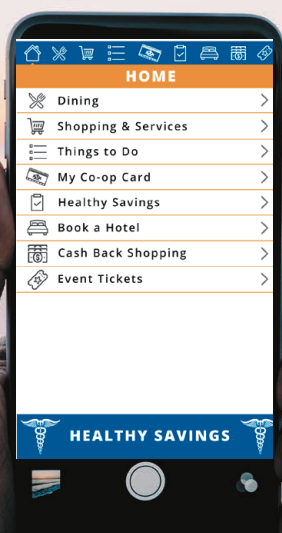 HOME
Dining
Shopping & Services
Things to Do
My Co-op Card
Healthy Savings
Book a Hotel
Cash Back Shopping
Event Tickets
HEALTHY SAVINGS